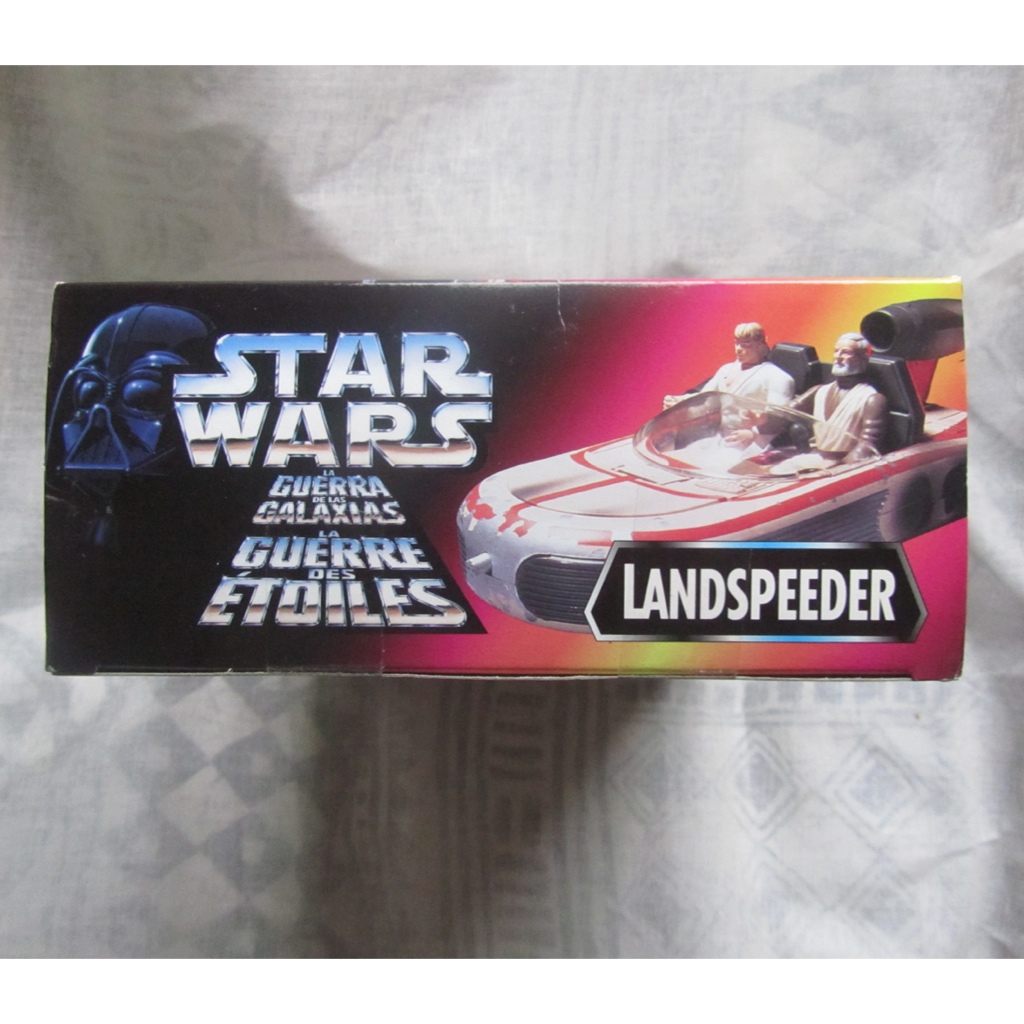 STAR
WARS
LA
GUERRA
DE LAS
GALAXIAS
LA
GUERRE
DES
ÉTOILES
LANDSPEEDER